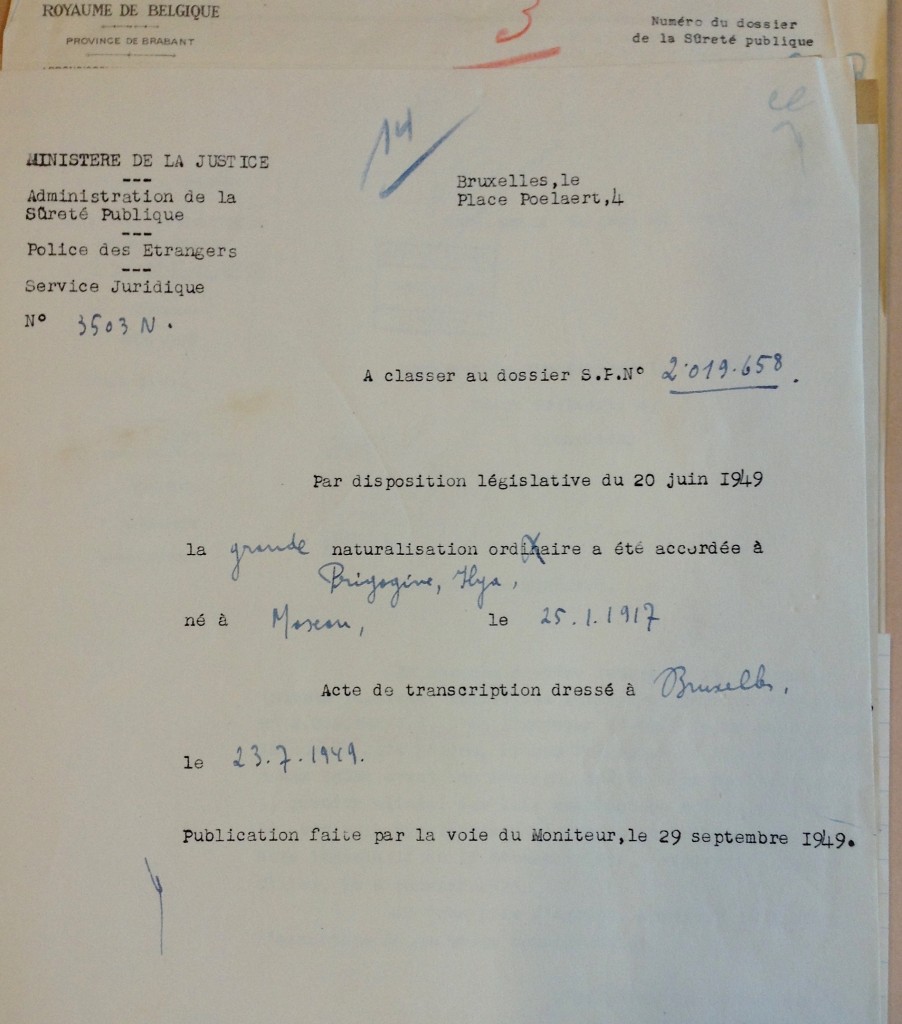 ROYAUME DE BELGIQUE
PROVINCE DE BRABANT
3
Numéro du dossier
de la Sûreté publique
14
MINISTERE DE LA JUSTICE
---
Administration de la
Sûreté Publique
---
Police des Etrangers
---
Service Juridique
N° 3503 N.
Bruxelles, le
Place Poelaert, 4
A classer au dossier S.P.N° 2.019.658.
Par disposition législative du 20 juin 1949
la grande naturalisation ordinaire a été accordée à
Prigogine, Ilya,
né à Moscou, le 25.1.1917
Acte de transcription dressé à Bruxelles,
le 23.7.1949.
Publication faite par la voie du Moniteur, le 29 septembre 1949.